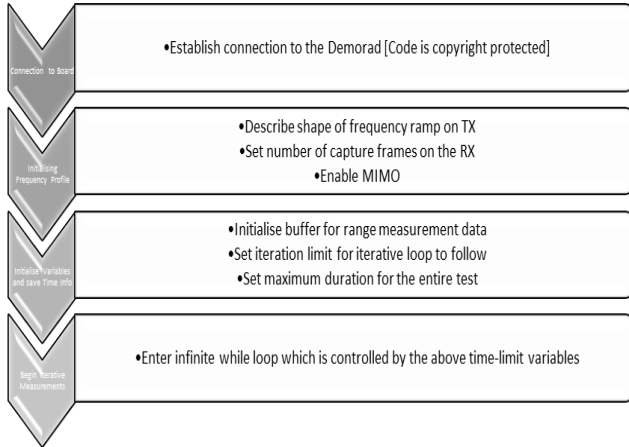 Connection to Board
•Establish connection to the Demorad [Code is copyright protected]
Initialising
Frequency Profile
•Describe shape of frequency ramp on TX
•Set number of capture frames on the RX
•Enable MIMO
Initialise Variables
and save Time Info
•Initialise buffer for range measurement data
•Set iteration limit for iterative loop to follow
•Set maximum duration for the entire test
Begin Iterative
Measurements
•Enter infinite while loop which is controlled by the above time-limit variables